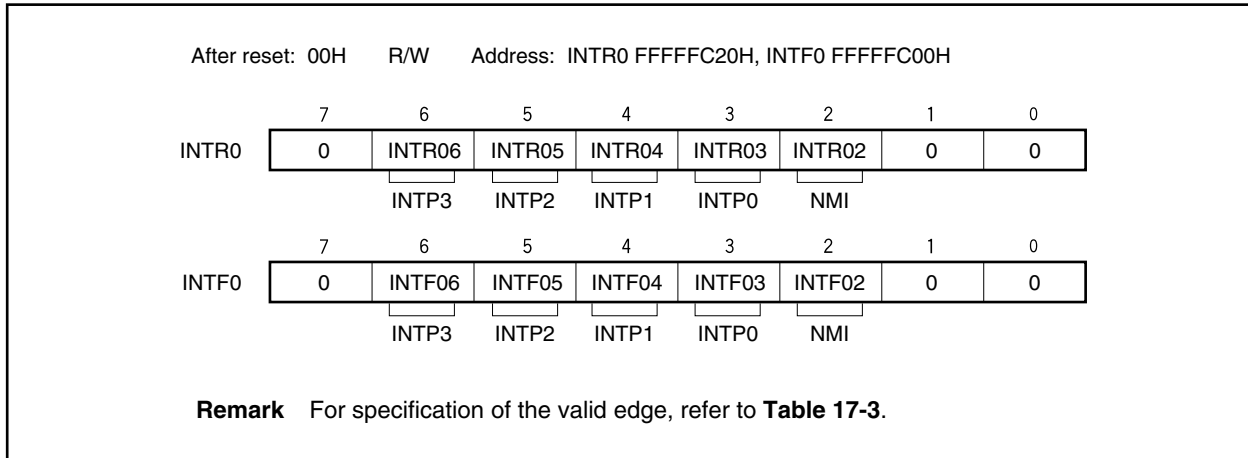 After reset: 00H R/W Address: INTR0 FFFFFC20H, INTF0 FFFFFC00H
7 6 5 4 3 2 1 0
INTR0 0 INTR06 INTR05 INTR04 INTR03 INTR02 0 0
INTP3 INTP2 INTP1 INTP0 NMI
7 6 5 4 3 2 1 0
INTF0 0 INTF06 INTF05 INTF04 INTF03 INTF02 0 0
INTP3 INTP2 INTP1 INTP0 NMI
Remark For specification of the valid edge, refer to Table 17-3.